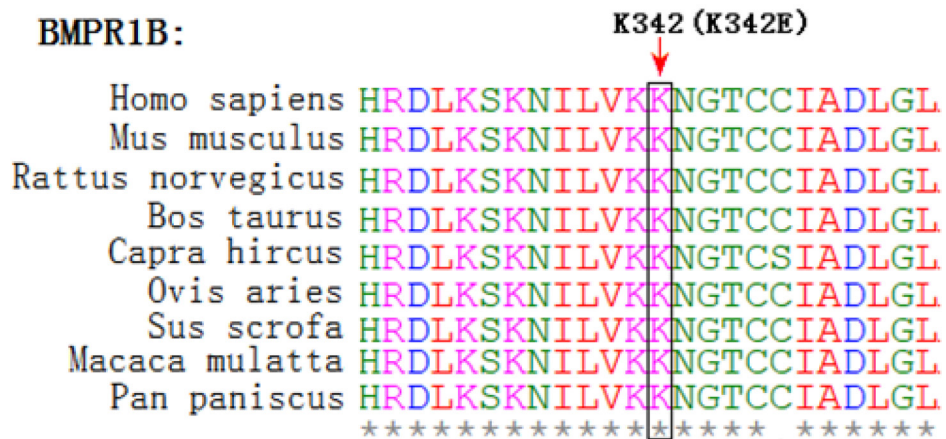 BMPR1B:
K342 (K342E)
Homo sapiens HRDLKSKNILVKKNGTCCIADLGL
Mus musculus HRDLKSKNILVKKNGTCCIADLGL
Rattus norvegicus HRDLKSKNILVKKNGTCCIADLGL
Bos taurus HRDLKSKNILVKKNGTCCIADLGL
Capra hircus HRDLKSKNILVKKNGTCSIADLGL
Ovis aries HRDLKSKNILVKKNGTCCIADLGL
Sus scrofa HRDLKSKNILVKKNGTCCIADLGL
Macaca mulatta HRDLKSKNILVKKNGTCCIADLGL
Pan paniscus HRDLKSKNILVKKNGTCCIADLGL
***************** ******